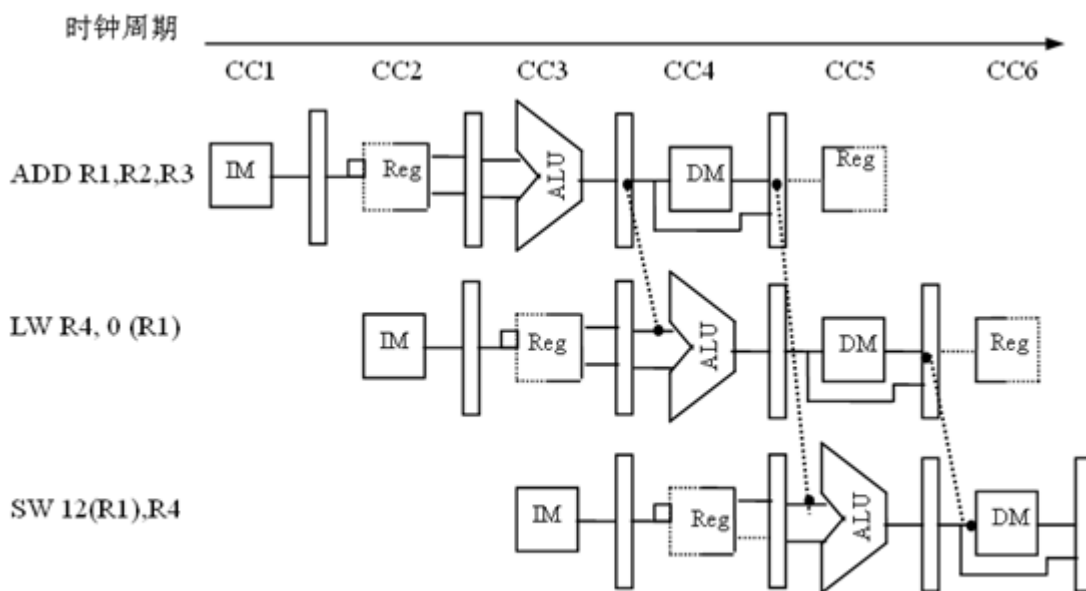 时钟周期
CC1 CC2 CC3 CC4 CC5 CC6
ADD R1,R2,R3 IM Reg ALU DM Reg
LW R4, 0 (R1) IM Reg ALU DM Reg
SW 12(R1),R4 IM Reg ALU DM